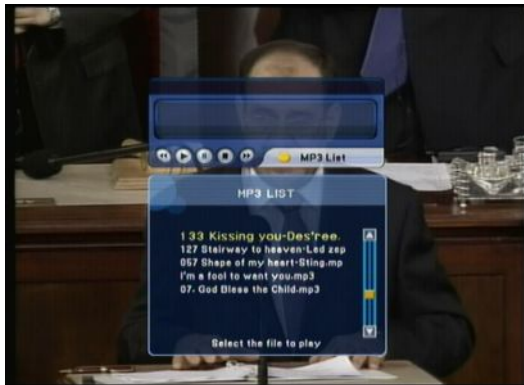 MP3 List
MP3 LIST
133 Kissing you-Des'ree.
127 Stairway to heaven-Led zep
057 Shape of my heart-Sting.mp
I'm a fool to want you.mp3
07. God Bless the Child.mp3
Select the file to play